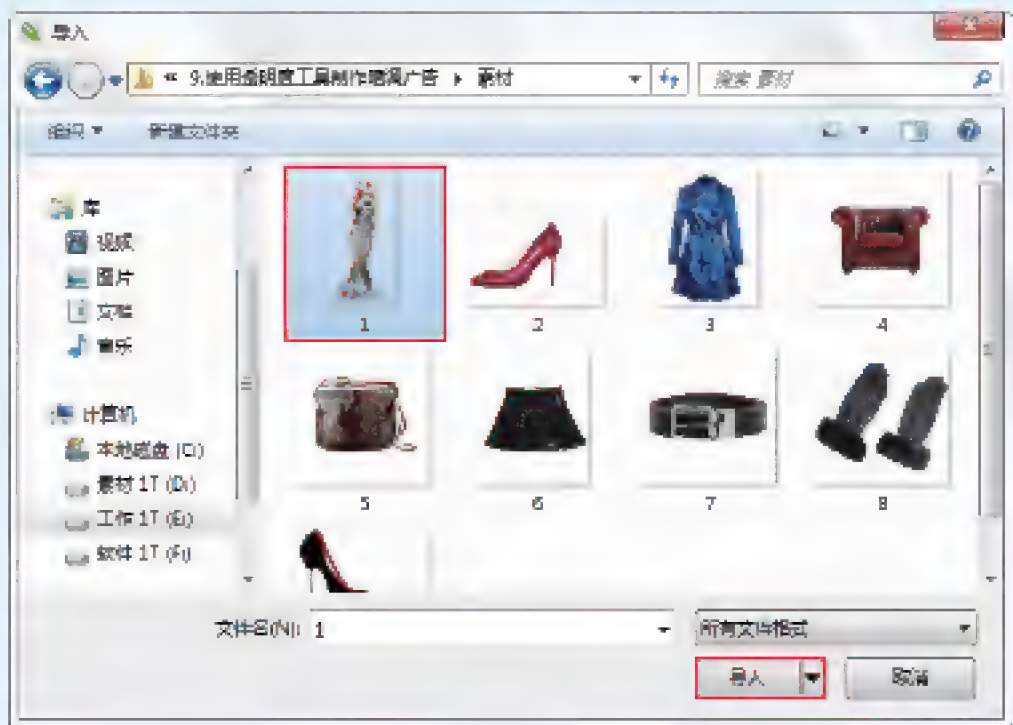 导入
« 9.使用透明度工具制作 广告 ▸ 素材
搜索 素材
组织 ▼ 新建文件夹
库
视频
图片
文档
音乐
计算机
本地磁盘 (C:)
素材 1T (D:)
工作 1T (E:)
软件 1T (F:)
1
2
3
4
5
6
7
8
文件名(N): 1
所有文件格式
导入
取消